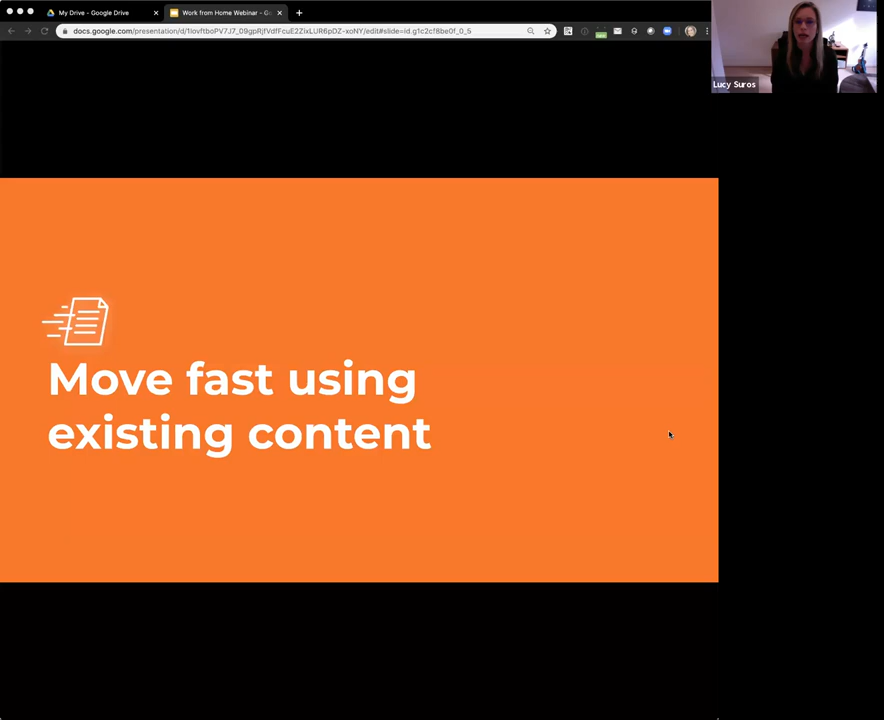 My Drive - Google Drive
Work from Home Webinar - Go
docs.google.com/presentation/d/1IovftboPV7J7_09gpRjfVdfFcuE2ZixLUR6pDZ-xoNY/edit#slide=id.g1c2cf8be0f_0_5
Lucy Suros
Move fast using
existing content